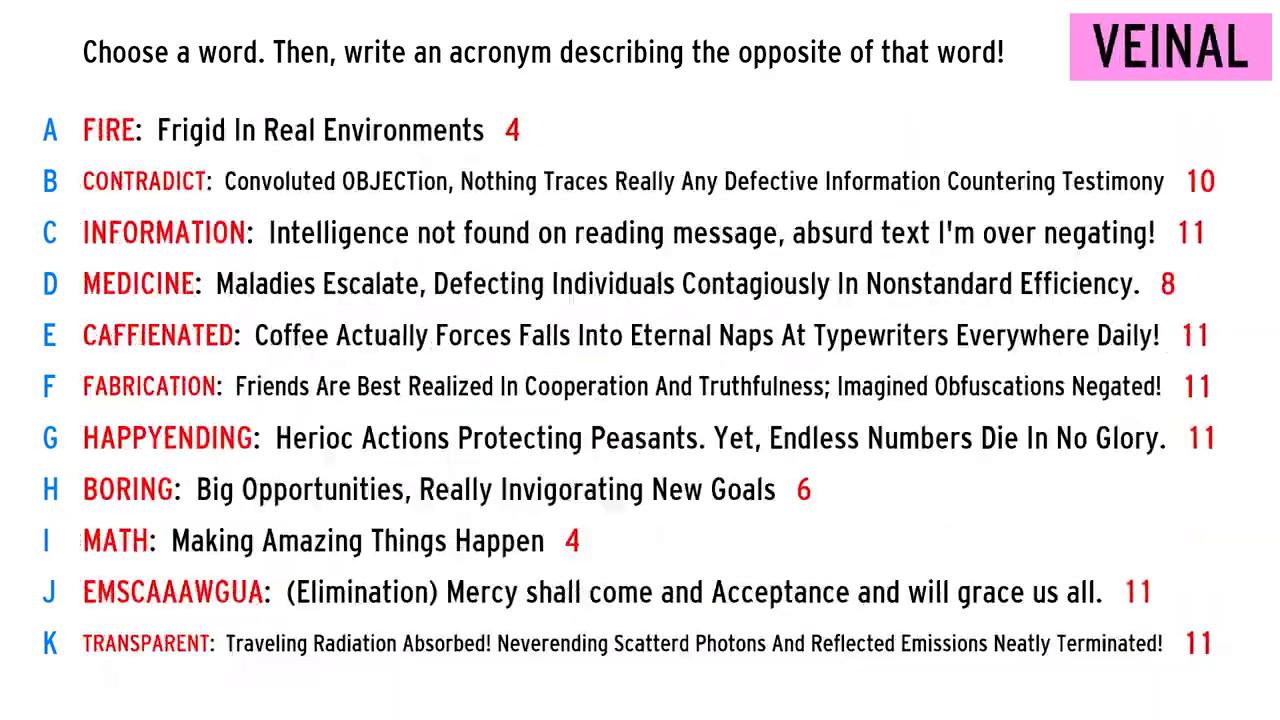 Choose a word. Then, write an acronym describing the opposite of that word!
VEINAL
A FIRE: Frigid In Real Environments 4
B CONTRADICT: Convoluted OBJECTion, Nothing Traces Really Any Defective Information Countering Testimony 10
C INFORMATION: Intelligence not found on reading message, absurd text I'm over negating! 11
D MEDICINE: Maladies Escalate, Defecting Individuals Contagiously In Nonstandard Efficiency. 8
E CAFFIENATED: Coffee Actually Forces Falls Into Eternal Naps At Typewriters Everywhere Daily! 11
F FABRICATION: Friends Are Best Realized In Cooperation And Truthfulness; Imagined Obfuscations Negated! 11
G HAPPYENDING: Herioc Actions Protecting Peasants. Yet, Endless Numbers Die In No Glory. 11
H BORING: Big Opportunities, Really Invigorating New Goals 6
I MATH: Making Amazing Things Happen 4
J EMSCAAAWGUA: (Elimination) Mercy shall come and Acceptance and will grace us all. 11
K TRANSPARENT: Traveling Radiation Absorbed! Neverending Scatterd Photons And Reflected Emissions Neatly Terminated! 11